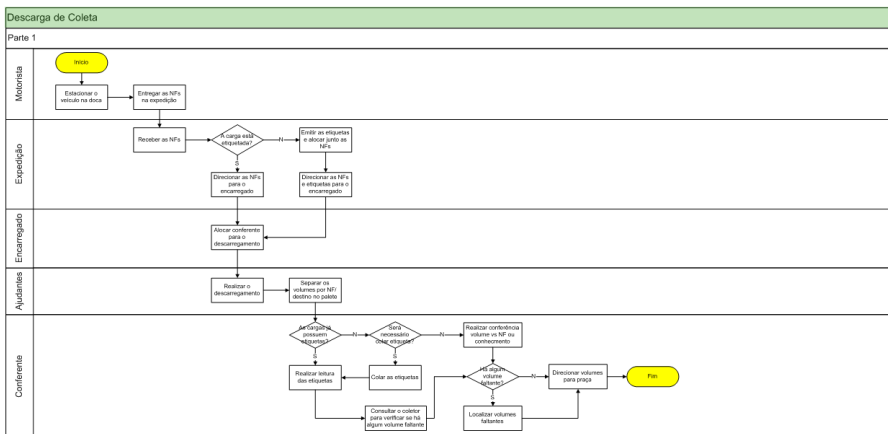 Descarga de Coleta
Parte 1
Motorista
Início
Estacionar o
veículo na doca
Entregar as NFs
na expedição
Expedição
Receber as NFs
A carga está
etiquetada?
N
Emitir as etiquetas
e alocar junto as
NFs
S
Direcionar as NFs
para o
encarregado
Direcionar as NFs
e etiquetas para o
encarregado
Encarregado
Alocar conferente
para o
descarregamento
Ajudantes
Realizar o
descarregamento
Separar os
volumes por NF/
destino no palete
Conferente
As cargas já
possuem
etiquetas?
N
Será
necessário
colar etiqueta?
N
Realizar conferência
volume vs NF ou
conhecimento
S
S
Realizar leitura
das etiquetas
Colar as etiquetas
Há algum
volume
faltante?
N
Direcionar volumes
para praça
Fim
S
Consultar o coletor
para verificar se há
algum volume faltante
Localizar volumes
faltantes